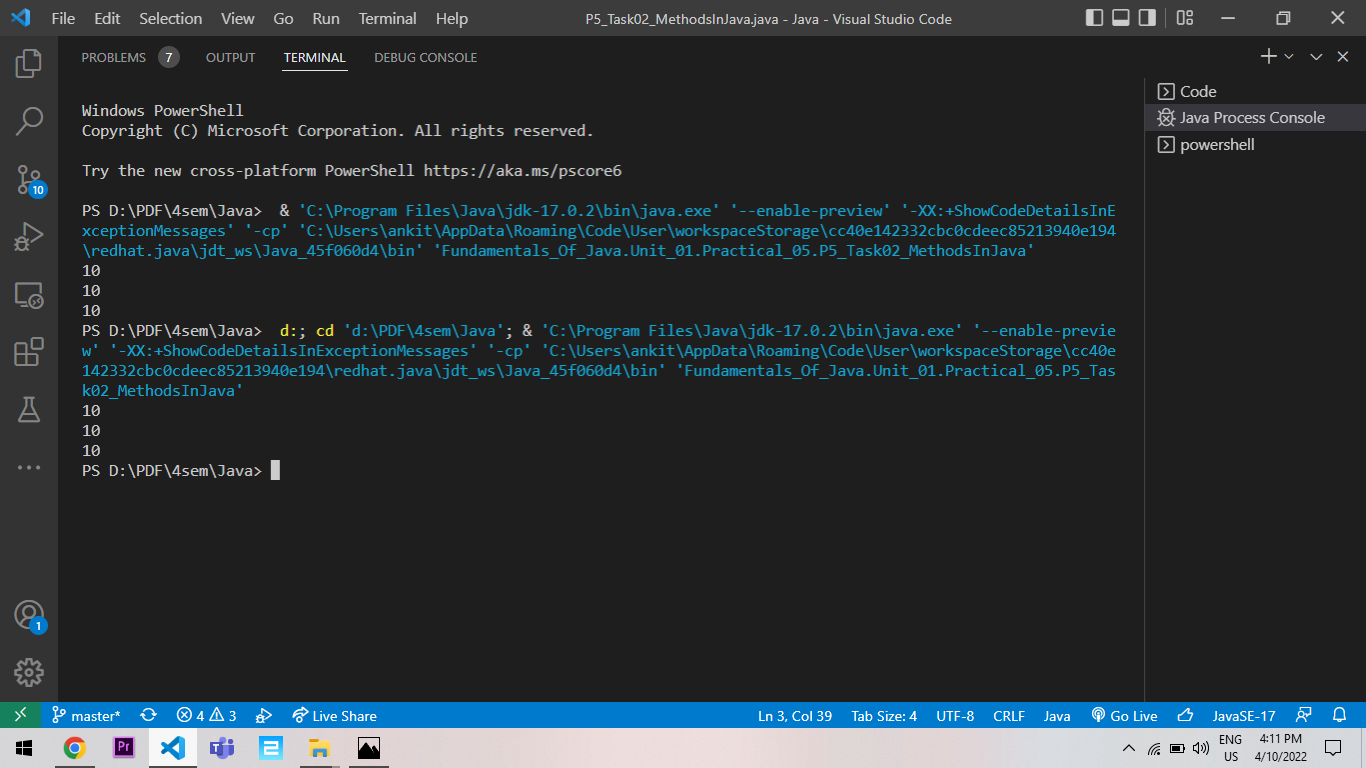 File Edit Selection View Go Run Terminal Help P5_Task02_MethodsInJava.java - Java - Visual Studio Code
PROBLEMS 7 OUTPUT TERMINAL DEBUG CONSOLE
Code
Java Process Console
powershell
Windows PowerShell
Copyright (C) Microsoft Corporation. All rights reserved.
Try the new cross-platform PowerShell https://aka.ms/pscore6
PS D:\PDF\4sem\Java>  & 'C:\Program Files\Java\jdk-17.0.2\bin\java.exe' '--enable-preview' '-XX:+ShowCodeDetailsInE
xceptionMessages' '-cp' 'C:\Users\ankit\AppData\Roaming\Code\User\workspaceStorage\cc40e142332cbc0cdeec85213940e194
\redhat.java\jdt_ws\Java_45f060d4\bin' 'Fundamentals_Of_Java.Unit_01.Practical_05.P5_Task02_MethodsInJava'
10
10
10
PS D:\PDF\4sem\Java>  d:; cd 'd:\PDF\4sem\Java'; & 'C:\Program Files\Java\jdk-17.0.2\bin\java.exe' '--enable-previe
w' '-XX:+ShowCodeDetailsInExceptionMessages' '-cp' 'C:\Users\ankit\AppData\Roaming\Code\User\workspaceStorage\cc40e
142332cbc0cdeec85213940e194\redhat.java\jdt_ws\Java_45f060d4\bin' 'Fundamentals_Of_Java.Unit_01.Practical_05.P5_Tas
k02_MethodsInJava'
10
10
10
PS D:\PDF\4sem\Java>
10
1
master* 4 3 Live Share Ln 3, Col 39 Tab Size: 4 UTF-8 CRLF Java Go Live JavaSE-17
Pr
ENG 4:11 PM
US 4/10/2022